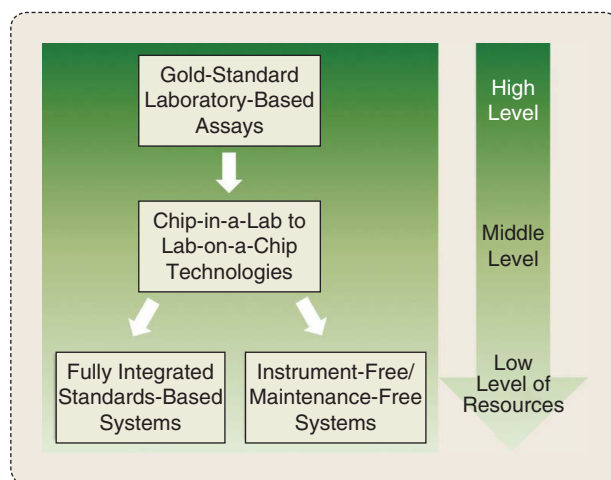 Gold-Standard
Laboratory-Based
Assays
Chip-in-a-Lab to
Lab-on-a-Chip
Technologies
Fully Integrated
Standards-Based
Systems
Instrument-Free/
Maintenance-Free
Systems
High
Level
Middle
Level
Low
Level of
Resources